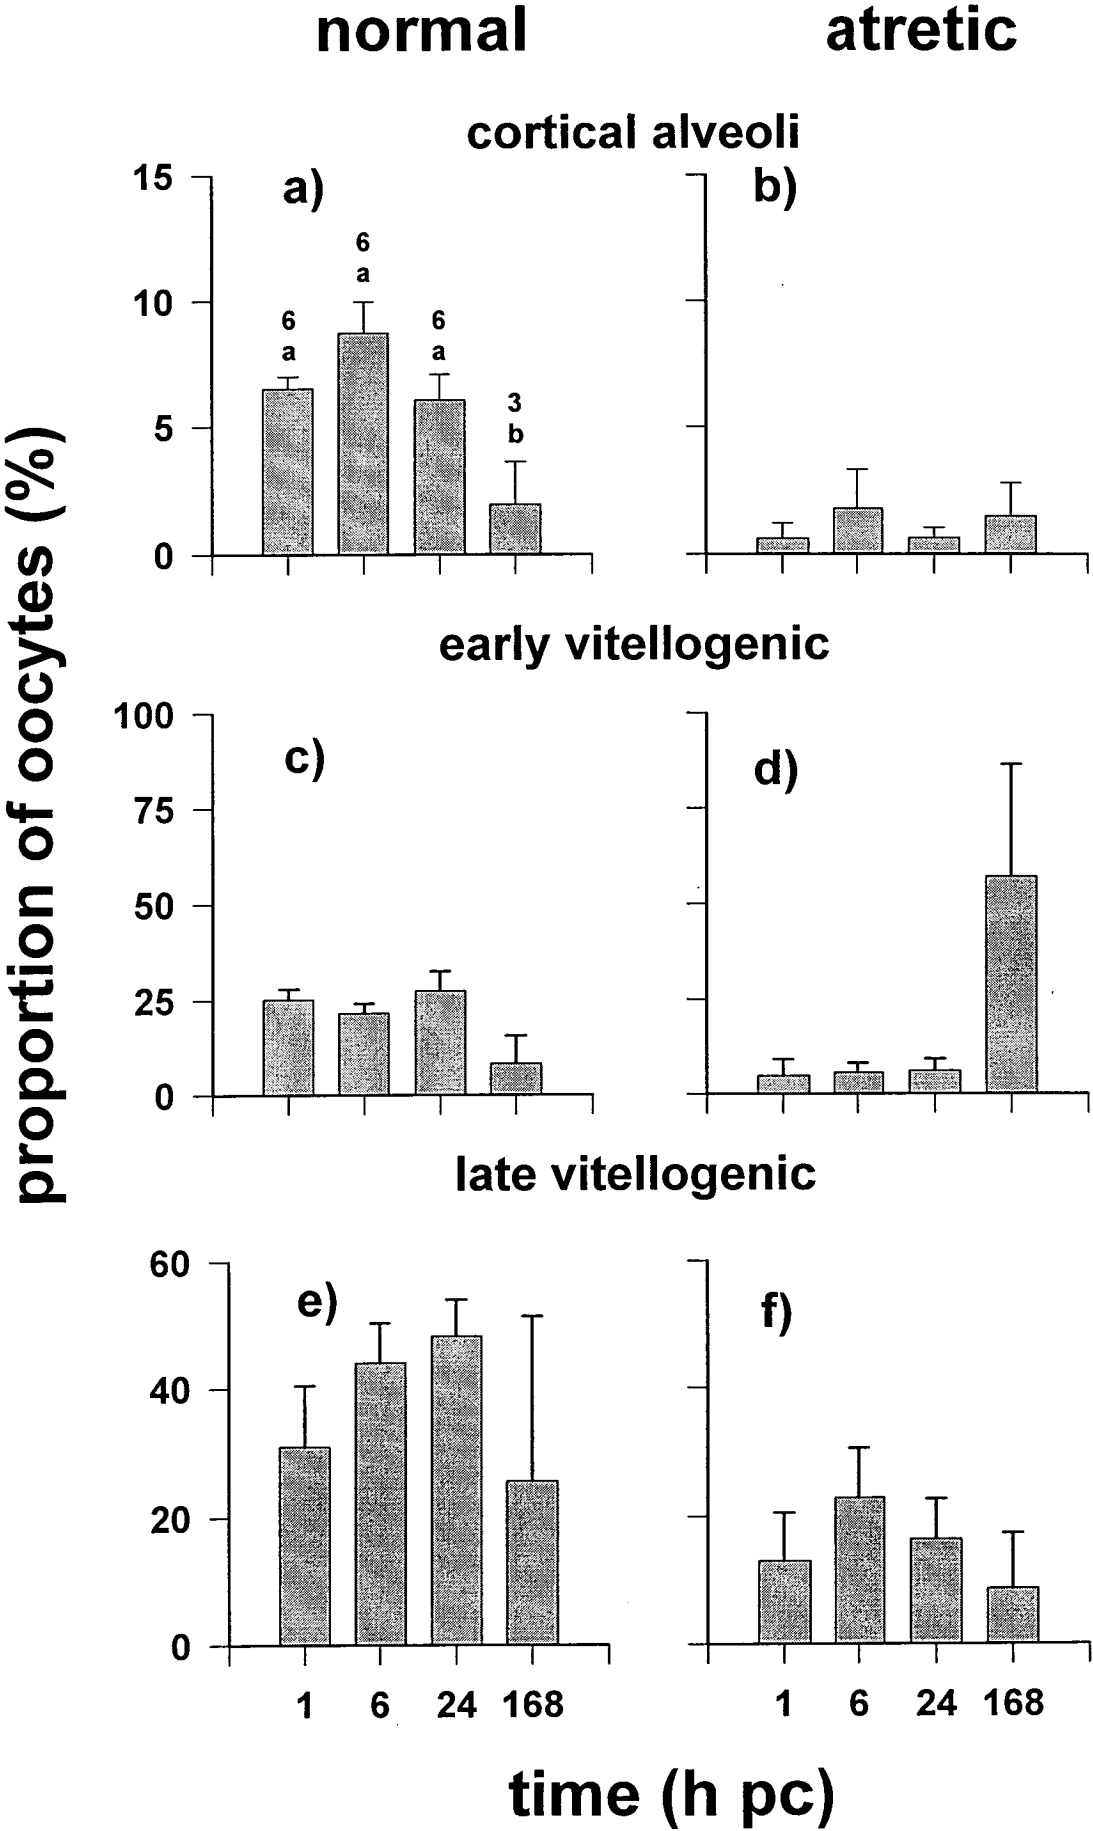 normal atretic
cortical alveoli
15 a) b)
6
a
10
6 6
a a
5
3
b
0
early vitellogenic
100
c) d)
75
50
25
0
proportion of oocytes (%)
late vitellogenic
60
e) f)
40
20
0
1 6 24 168 1 6 24 168
time (h pc)